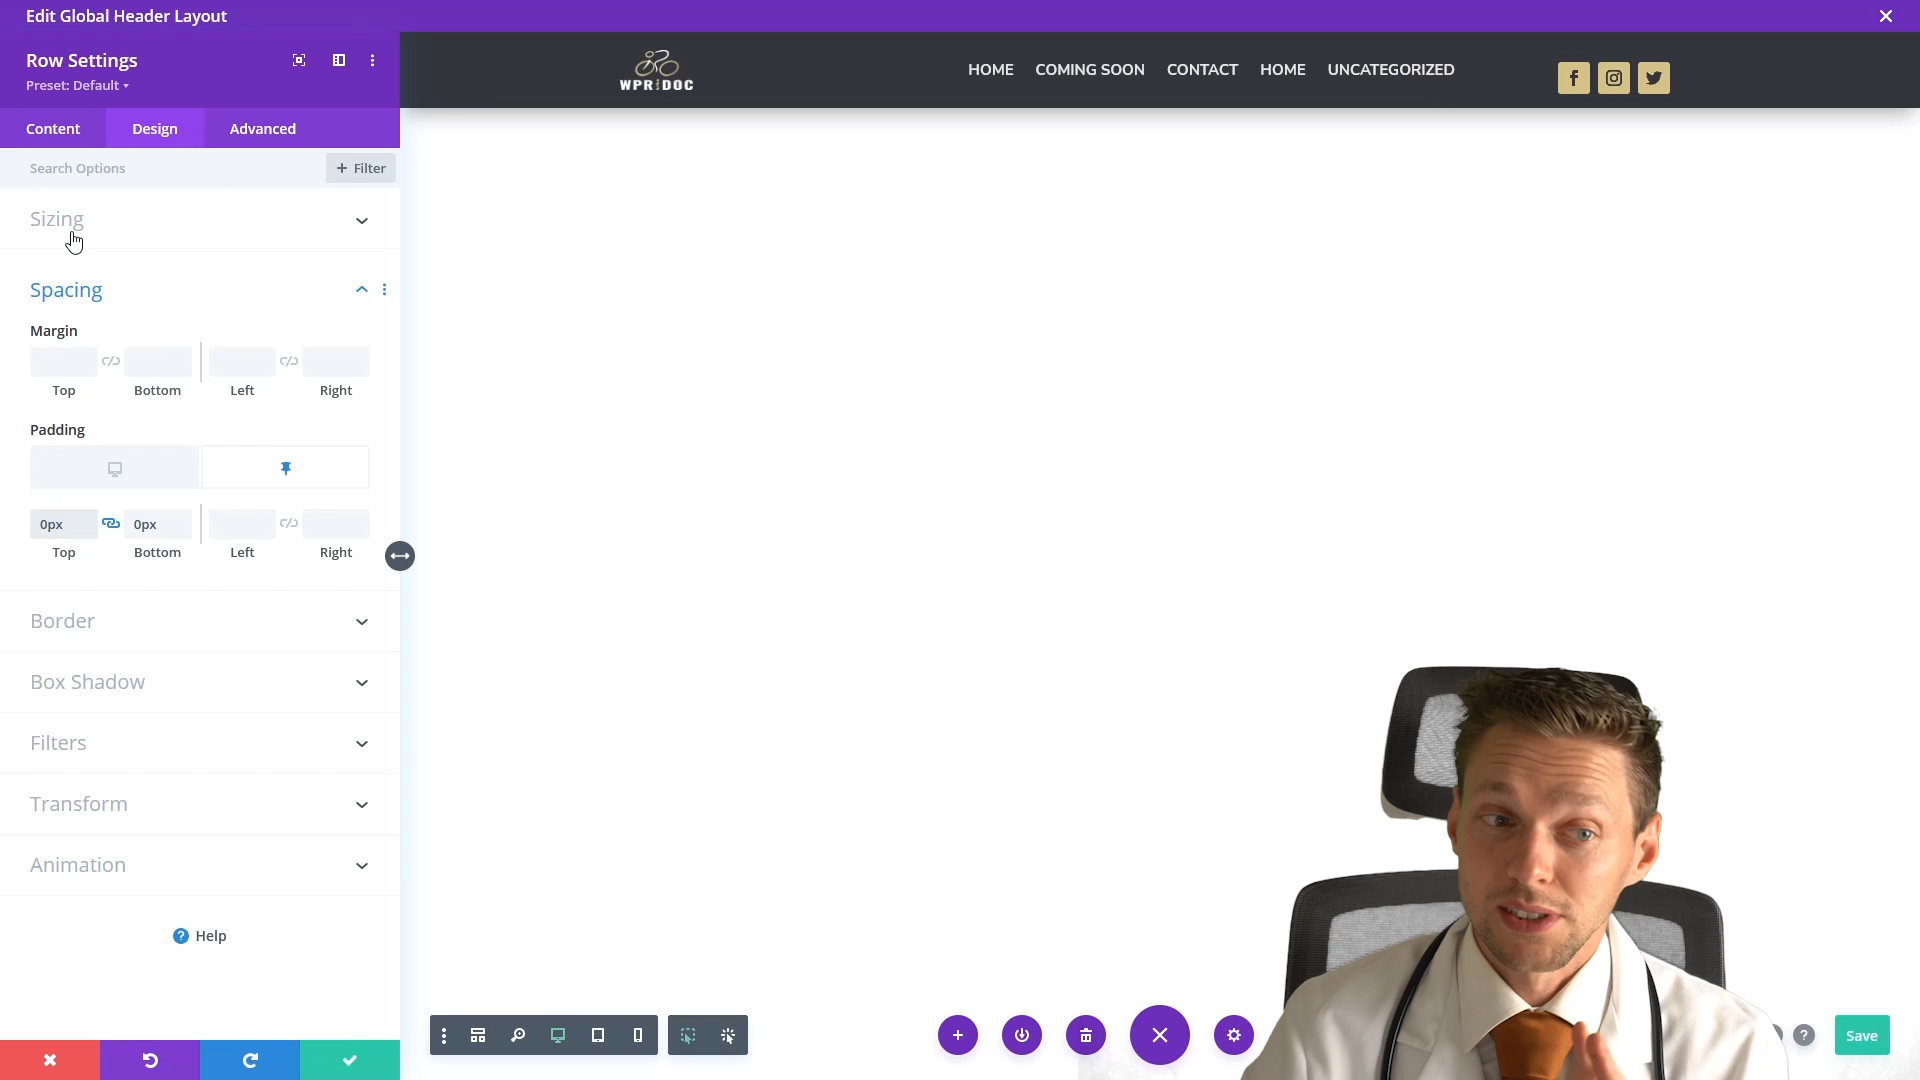 Edit Global Header Layout
Row Settings
Preset: Default
Content
Design
Advanced
Search Options
+ Filter
Sizing
Spacing
Margin
Top
Bottom
Left
Right
Padding
0px
0px
Top
Bottom
Left
Right
Border
Box Shadow
Filters
Transform
Animation
? Help
WPRiDOC
HOME
COMING SOON
CONTACT
HOME
UNCATEGORIZED
?
Save